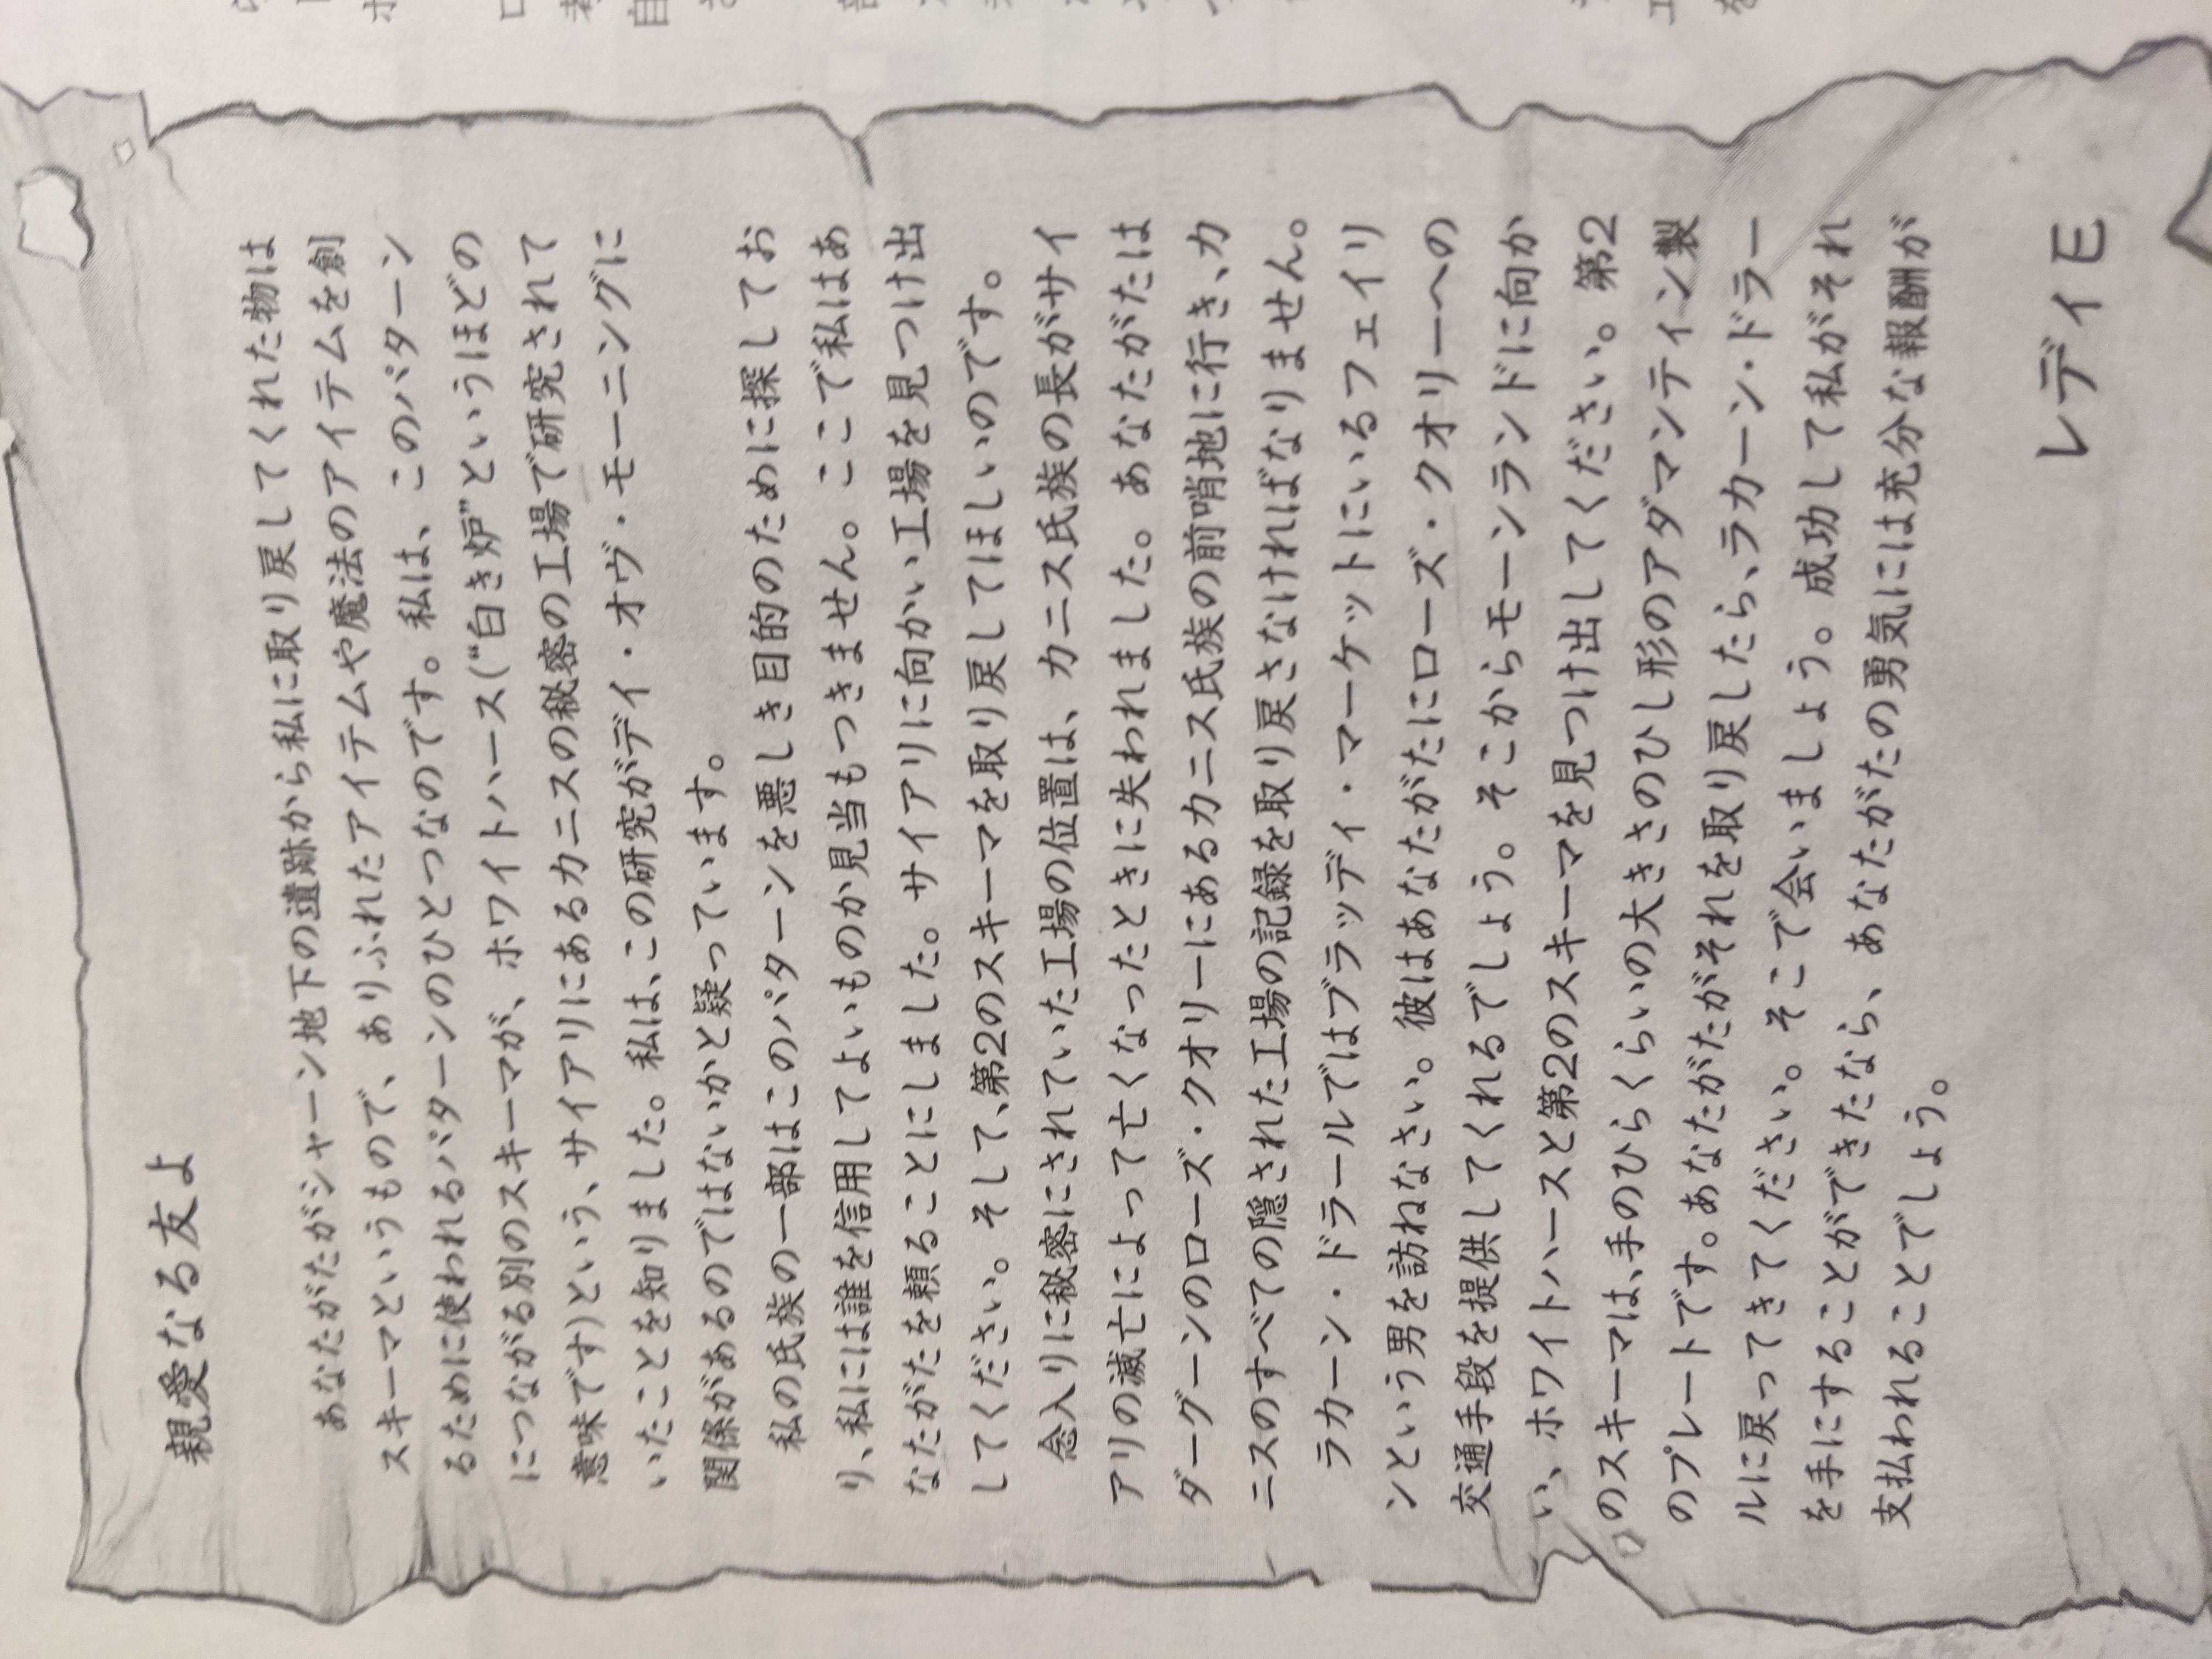 親愛なる友よ
あなたがたがシャーン地下の遺跡から私に取り戻してくれた物は
スキーマというもので、ありふれたアイテムや魔法のアイテムを創
るために使われるパターンのひとつなのです。私は、このパターン
につながる別のスキーマが、ホワイトハース(“白き炉”というほどの
意味です)という、サイアリにあるカニスの秘密の工場で研究されて
いたことを知りました。私は、この研究がデイ・オヴ・モーニングに
関係があるのではないかと疑っています。
私の氏族の一部はこのパターンを悪しき目的のために探してお
り、私には誰を信用してよいものか見当もつきません。ここで私はあ
なたがたを頼ることにしました。サイアリに向かい工場を見つけ出
してください。そして、第2のスキーマを取り戻してほしいのです。
念入りに秘密にされていた工場の位置は、カニス氏族の長がサイ
アリの滅亡によって亡くなったときに失われました。あなたがたは
ダーグーンのローズ・クオリーにあるカニス氏族の前哨地に行き、カ
ニスのすべての隠された工場の記録を取り戻さなければなりません。
ラカーン・ドラールではブラッディ・マーケットにいるフェイリ
ンという男を訪ねなさい。彼はあなたがたにローズ・クオリーへの
交通手段を提供してくれるでしょう。そこからモーンランドに向か
い、ホワイトハースと第2のスキーマを見つけ出してください。第2
のスキーマは、手のひらくらいの大きさのひし形のアダマンティン製
のプレートです。あなたがたがそれを取り戻したら、ラカーン・ドラー
ルに戻ってきてください。そこで会いましょう。成功して私がそれ
を手にすることができたなら、あなたがたの勇気には充分な報酬が
支払われることでしょう。
レディE